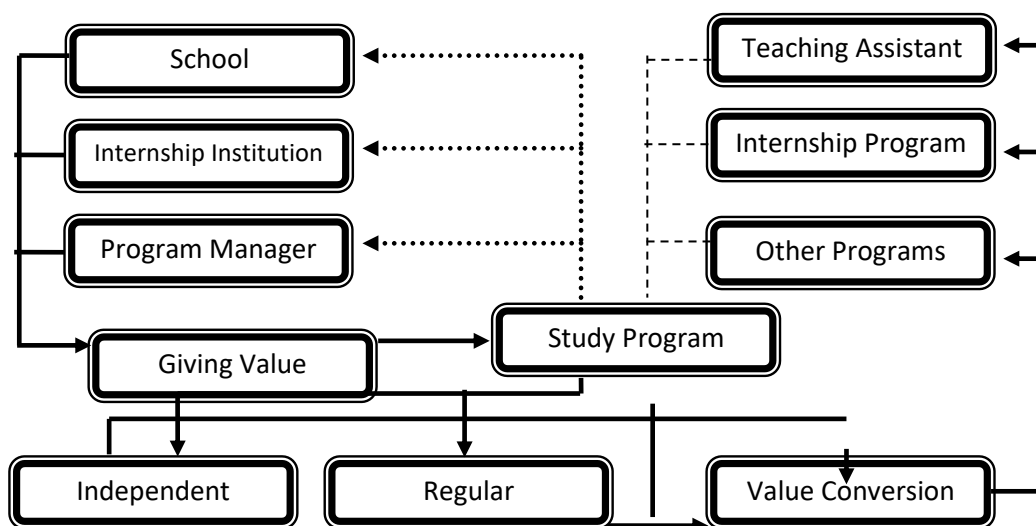 School
Teaching Assistant
Internship Institution
Internship Program
Program Manager
Other Programs
Study Program
Giving Value
Independent
Regular
Value Conversion